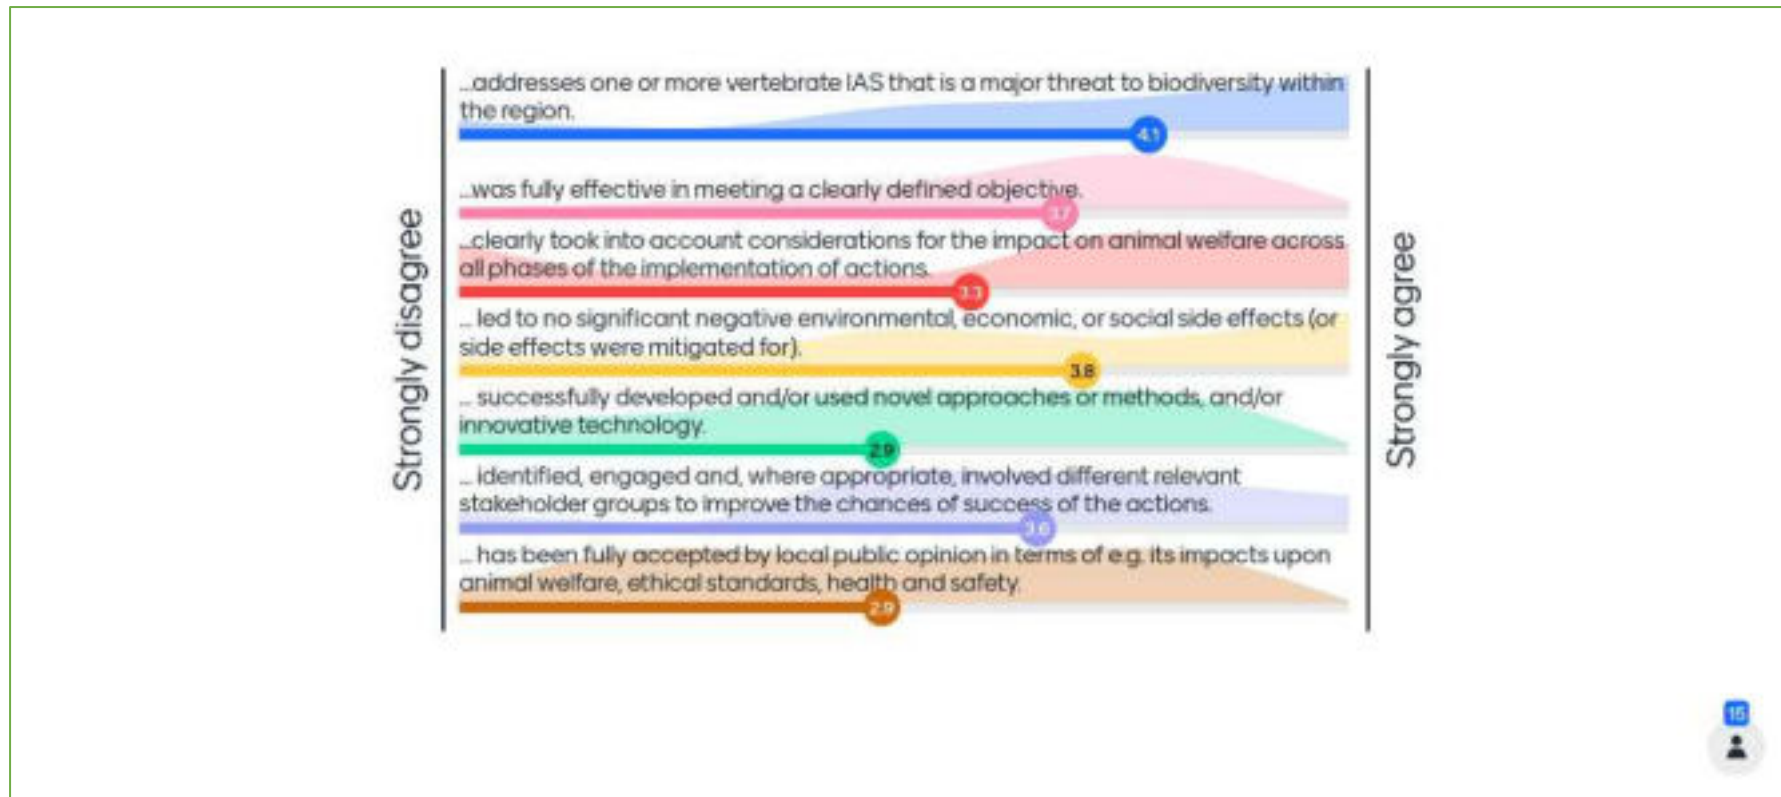 ...addresses one or more vertebrate IAS that is a major threat to biodiversity within
the region.
4.1
...was fully effective in meeting a clearly defined objective.
3.7
...clearly took into account considerations for the impact on animal welfare across
all phases of the implementation of actions.
3.3
... led to no significant negative environmental, economic, or social side effects (or
side effects were mitigated for).
3.8
... successfully developed and/or used novel approaches or methods, and/or
innovative technology.
2.9
... identified, engaged and, where appropriate, involved different relevant
stakeholder groups to improve the chances of success of the actions.
3.6
... has been fully accepted by local public opinion in terms of e.g. its impacts upon
animal welfare, ethical standards, health and safety.
2.9
Strongly disagree
Strongly agree
15